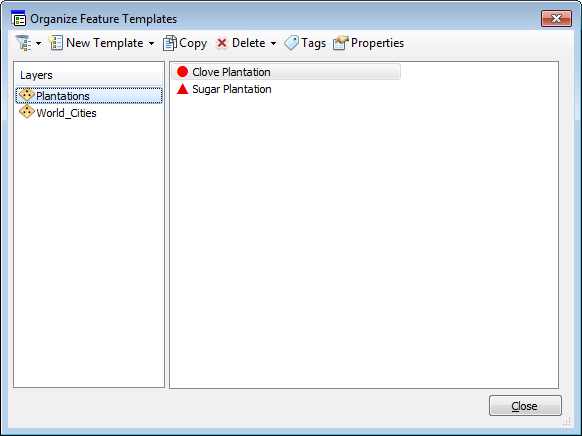 Organize Feature Templates
New Template Copy Delete Tags Properties
Layers
Plantations
World_Cities
Clove Plantation
Sugar Plantation
Close